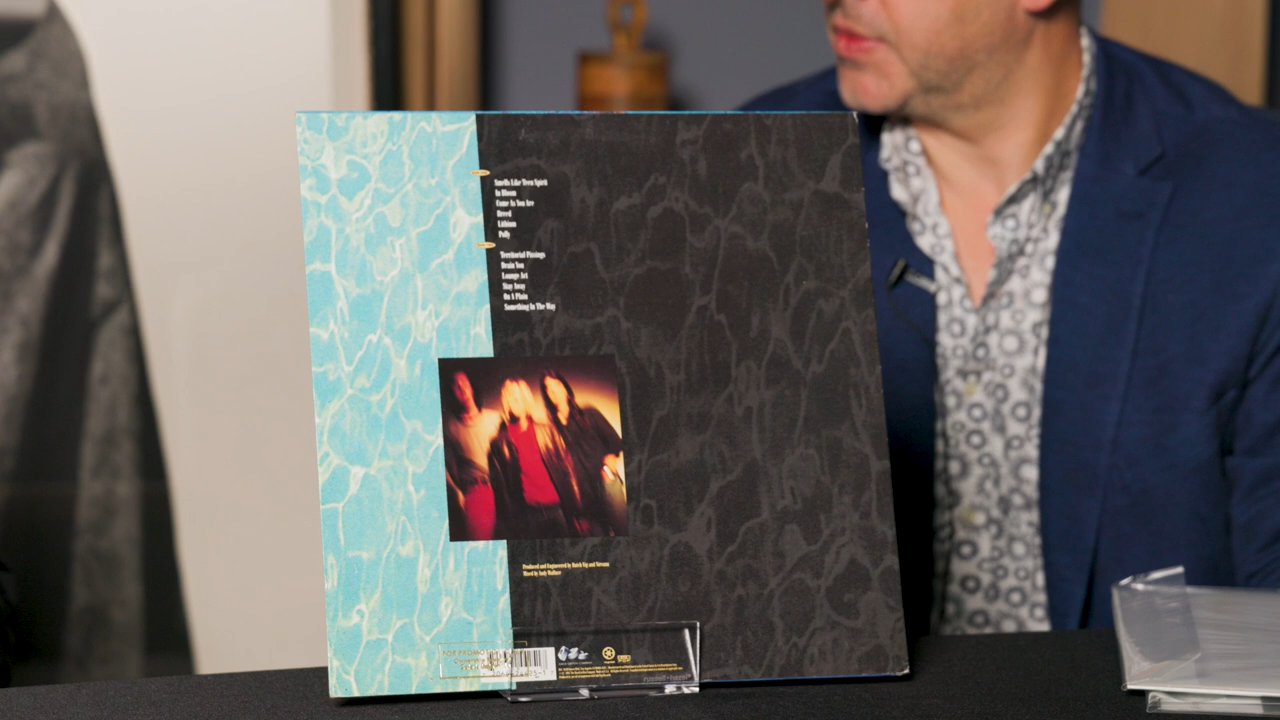 Smells Like Teen Spirit
In Bloom
Come As You Are
Breed
Lithium
Polly
Territorial Pissings
Drain You
Lounge Act
Stay Away
On A Plain
Something In The Way
Produced and Engineered by Butch Vig and Nirvana
Mixed by Andy Wallace
FOR PROMOT